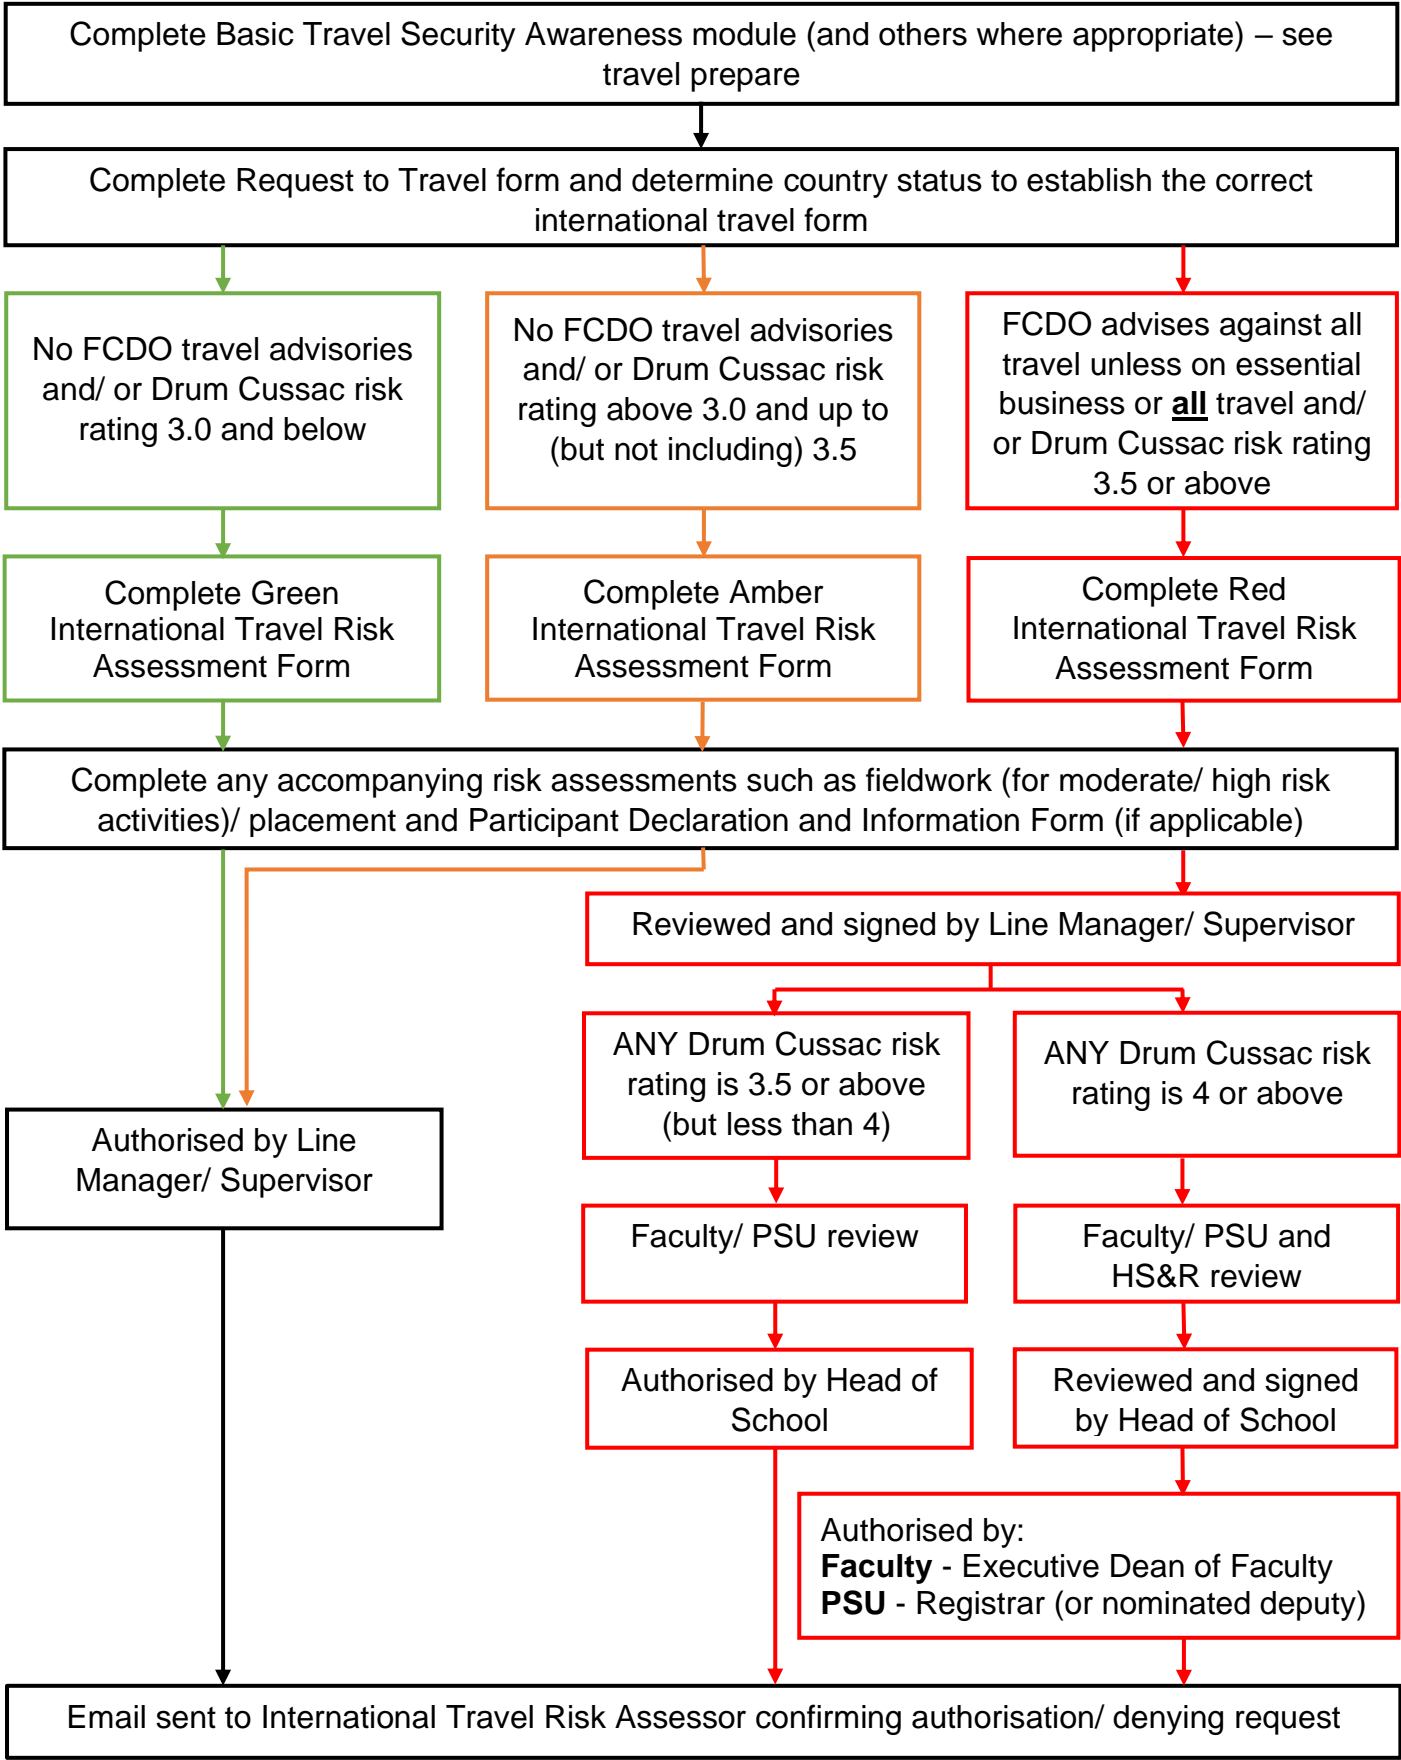 Complete Basic Travel Security Awareness module (and others where appropriate) – see
travel prepare
Complete Request to Travel form and determine country status to establish the correct
international travel form
No FCDO travel advisories
and/ or Drum Cussac risk
rating 3.0 and below
No FCDO travel advisories
and/ or Drum Cussac risk
rating above 3.0 and up to
(but not including) 3.5
FCDO advises against all
travel unless on essential
business or all travel and/
or Drum Cussac risk rating
3.5 or above
Complete Green
International Travel Risk
Assessment Form
Complete Amber
International Travel Risk
Assessment Form
Complete Red
International Travel Risk
Assessment Form
Complete any accompanying risk assessments such as fieldwork (for moderate/ high risk
activities)/ placement and Participant Declaration and Information Form (if applicable)
Reviewed and signed by Line Manager/ Supervisor
ANY Drum Cussac risk
rating is 3.5 or above
(but less than 4)
ANY Drum Cussac risk
rating is 4 or above
Authorised by Line
Manager/ Supervisor
Faculty/ PSU review
Faculty/ PSU and
HS&R review
Authorised by Head of
School
Reviewed and signed
by Head of School
Authorised by:
Faculty - Executive Dean of Faculty
PSU - Registrar (or nominated deputy)
Email sent to International Travel Risk Assessor confirming authorisation/ denying request